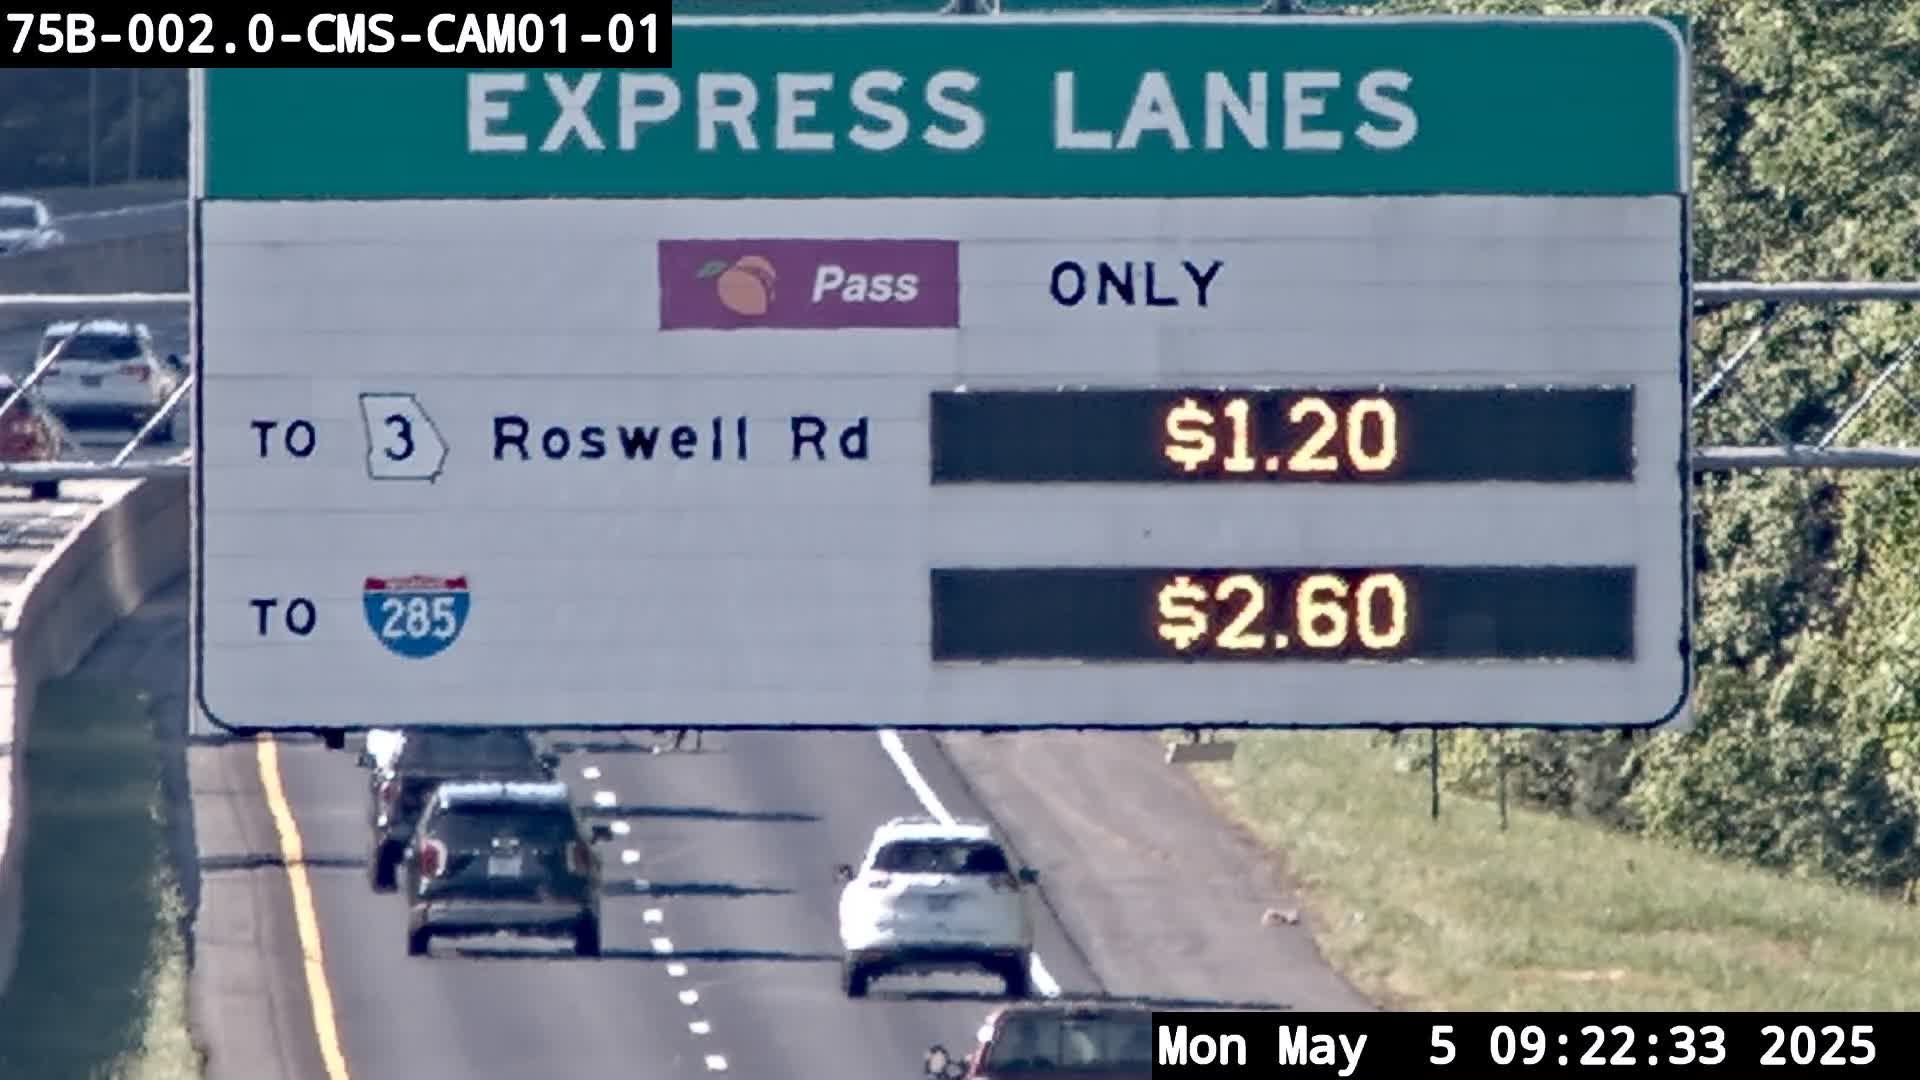 75B-002.0-CMS-CAM01-01
EXPRESS LANES
Pass ONLY
TO 3 Roswell Rd $1.20
TO 285 $2.60
Mon May 5 09:22:33 2025